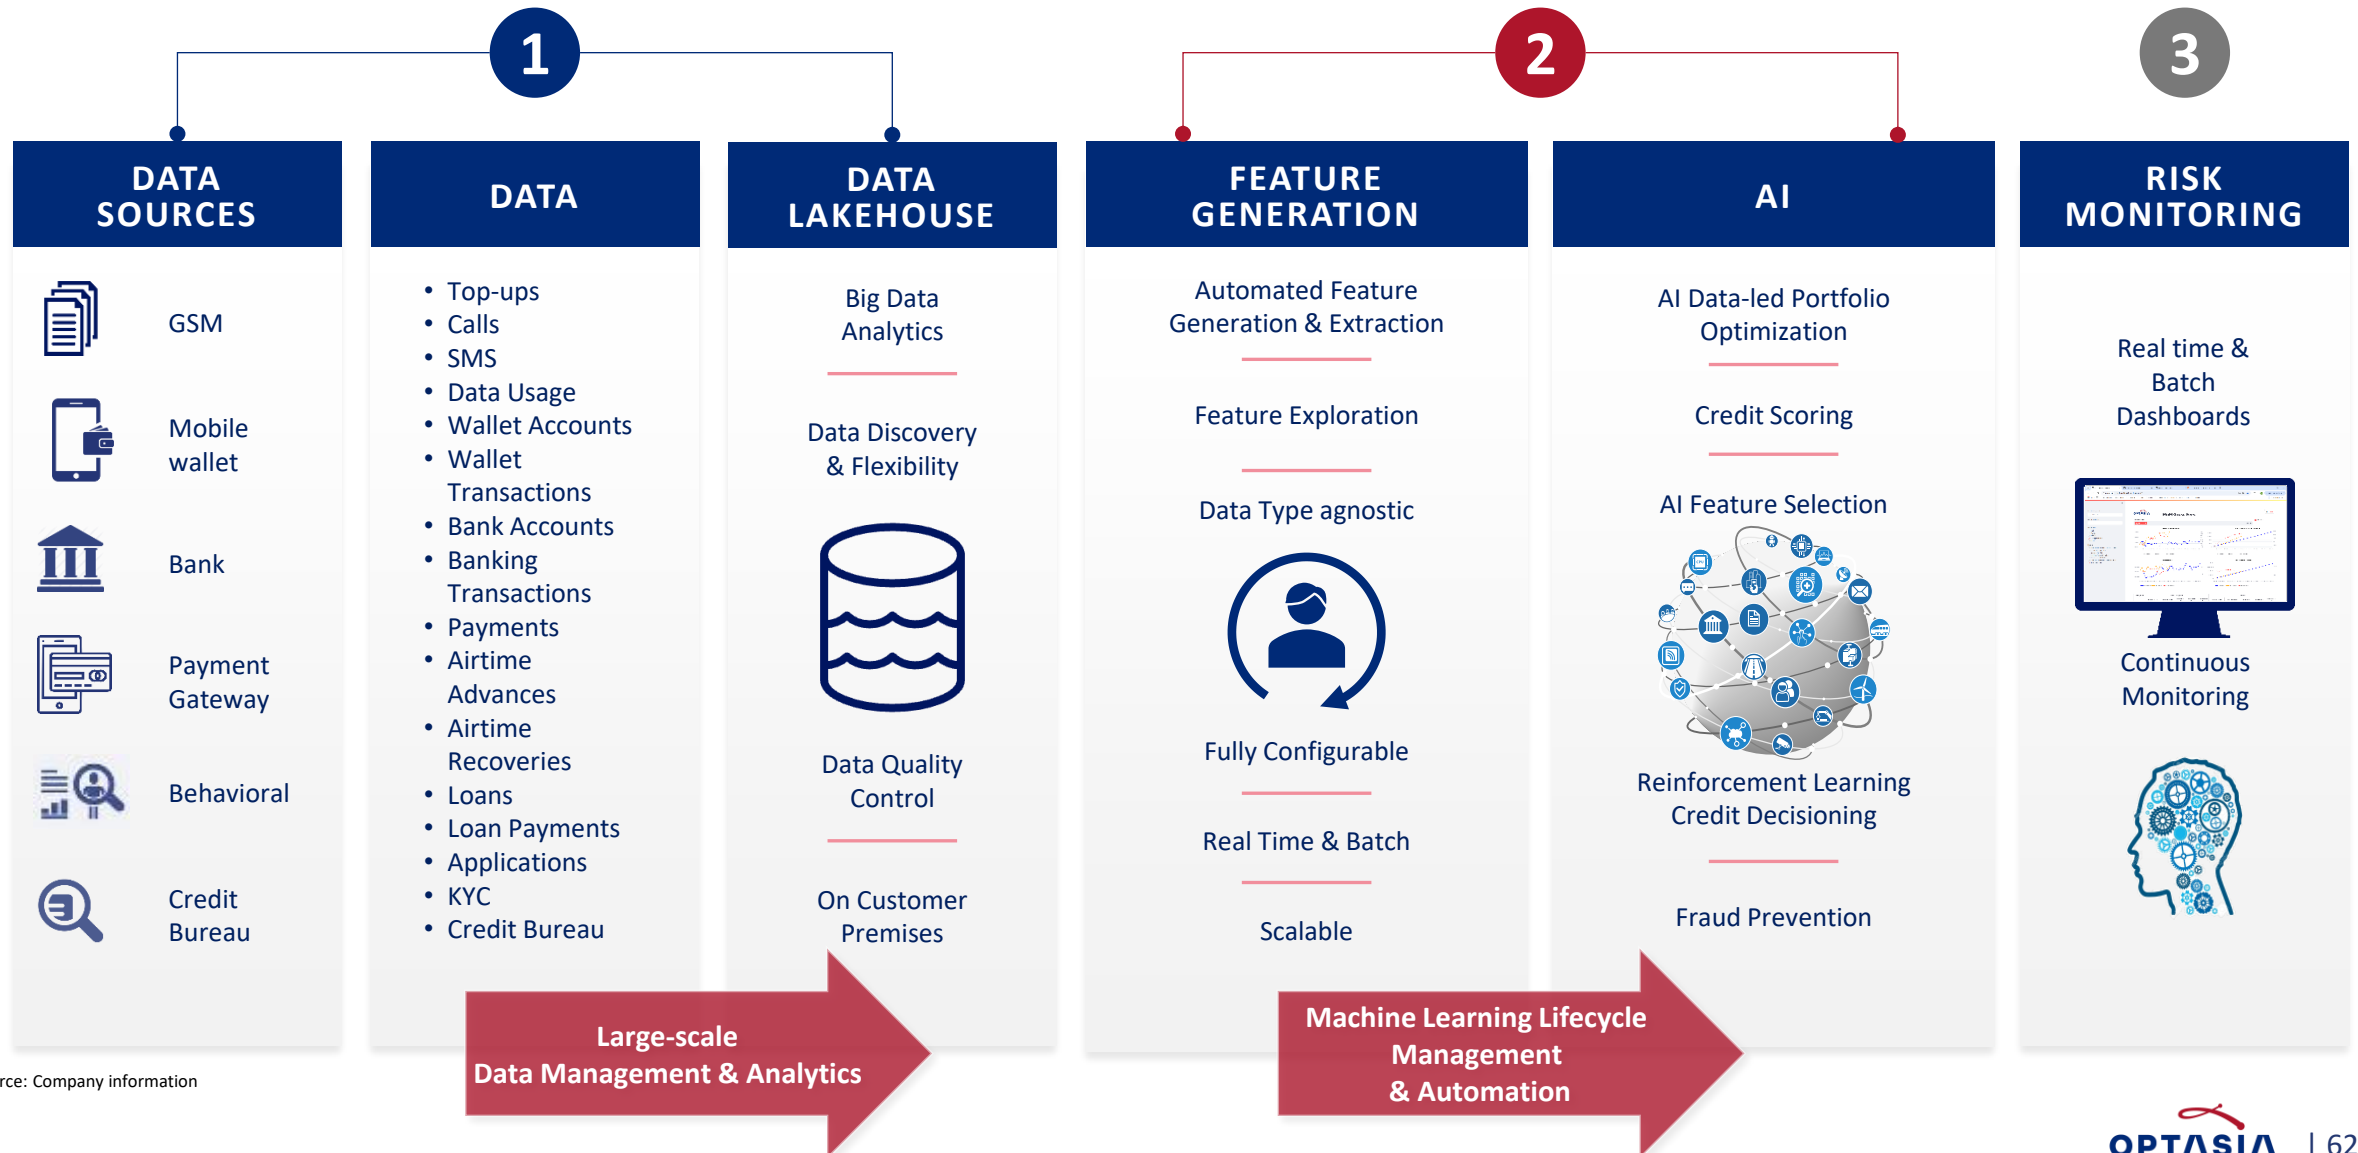 1
2
3
DATA
SOURCES
GSM
Mobile
wallet
Bank
Payment
Gateway
Behavioral
Credit
Bureau
DATA
• Top-ups
• Calls
• SMS
• Data Usage
• Wallet Accounts
• Wallet
Transactions
• Bank Accounts
• Banking
Transactions
• Payments
• Airtime
Advances
• Airtime
Recoveries
• Loans
• Loan Payments
• Applications
• KYC
• Credit Bureau
DATA
LAKEHOUSE
Big Data
Analytics
Data Discovery
& Flexibility
Data Quality
Control
On Customer
Premises
Large-scale
Data Management & Analytics
FEATURE
GENERATION
Automated Feature
Generation & Extraction
Feature Exploration
Data Type agnostic
Fully Configurable
Real Time & Batch
Scalable
AI
AI Data-led Portfolio
Optimization
Credit Scoring
AI Feature Selection
Reinforcement Learning
Credit Decisioning
Fraud Prevention
Machine Learning Lifecycle
Management
& Automation
RISK
MONITORING
Real time &
Batch
Dashboards
Continuous
Monitoring
rce: Company information
OPTASIA | 62